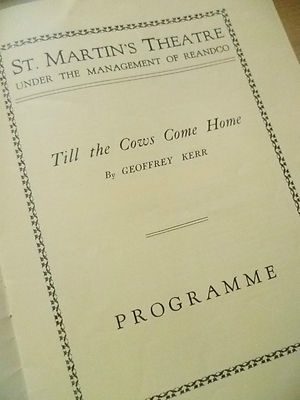 ST. MARTIN'S THEATRE
UNDER THE MANAGEMENT OF REANDCO
Till the Cows Come Home
By GEOFFREY KERR
PROGRAMME